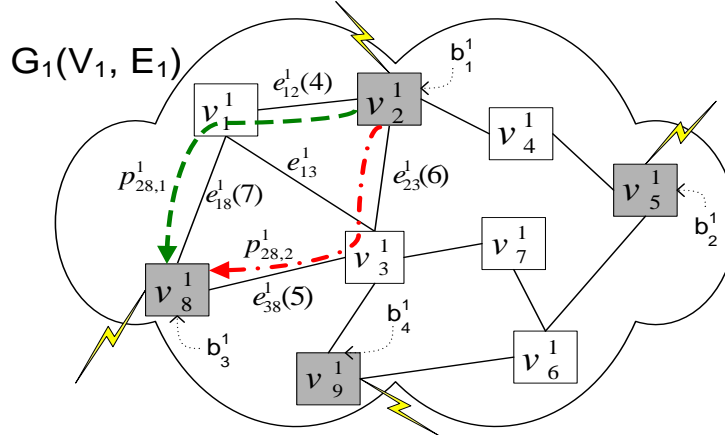 G₁(V₁, E₁)
e¹₁₂(4)
b¹₁
v¹₁
v¹₂
v¹₄
e¹₁₃
e¹₂₃(6)
p¹₂₈,₁
e¹₁₈(7)
v¹₅
b¹₂
p¹₂₈,₂
v¹₃
v¹₇
v¹₈
e¹₃₈(5)
b¹₄
b¹₃
v¹₉
v¹₆